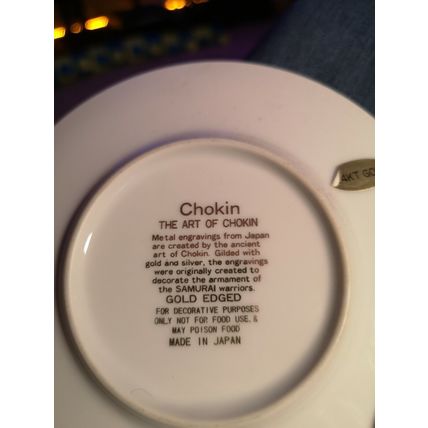 Chokin
THE ART OF CHOKIN
Metal engravings from Japan
are created by the ancient
art of Chokin. Gilded with
gold and silver, the engravings
were originally created to
decorate the armament of
the SAMURAI warriors.
GOLD EDGED
FOR DECORATIVE PURPOSES
ONLY NOT FOR FOOD USE, &
MAY POISON FOOD
MADE IN JAPAN
4KT GO